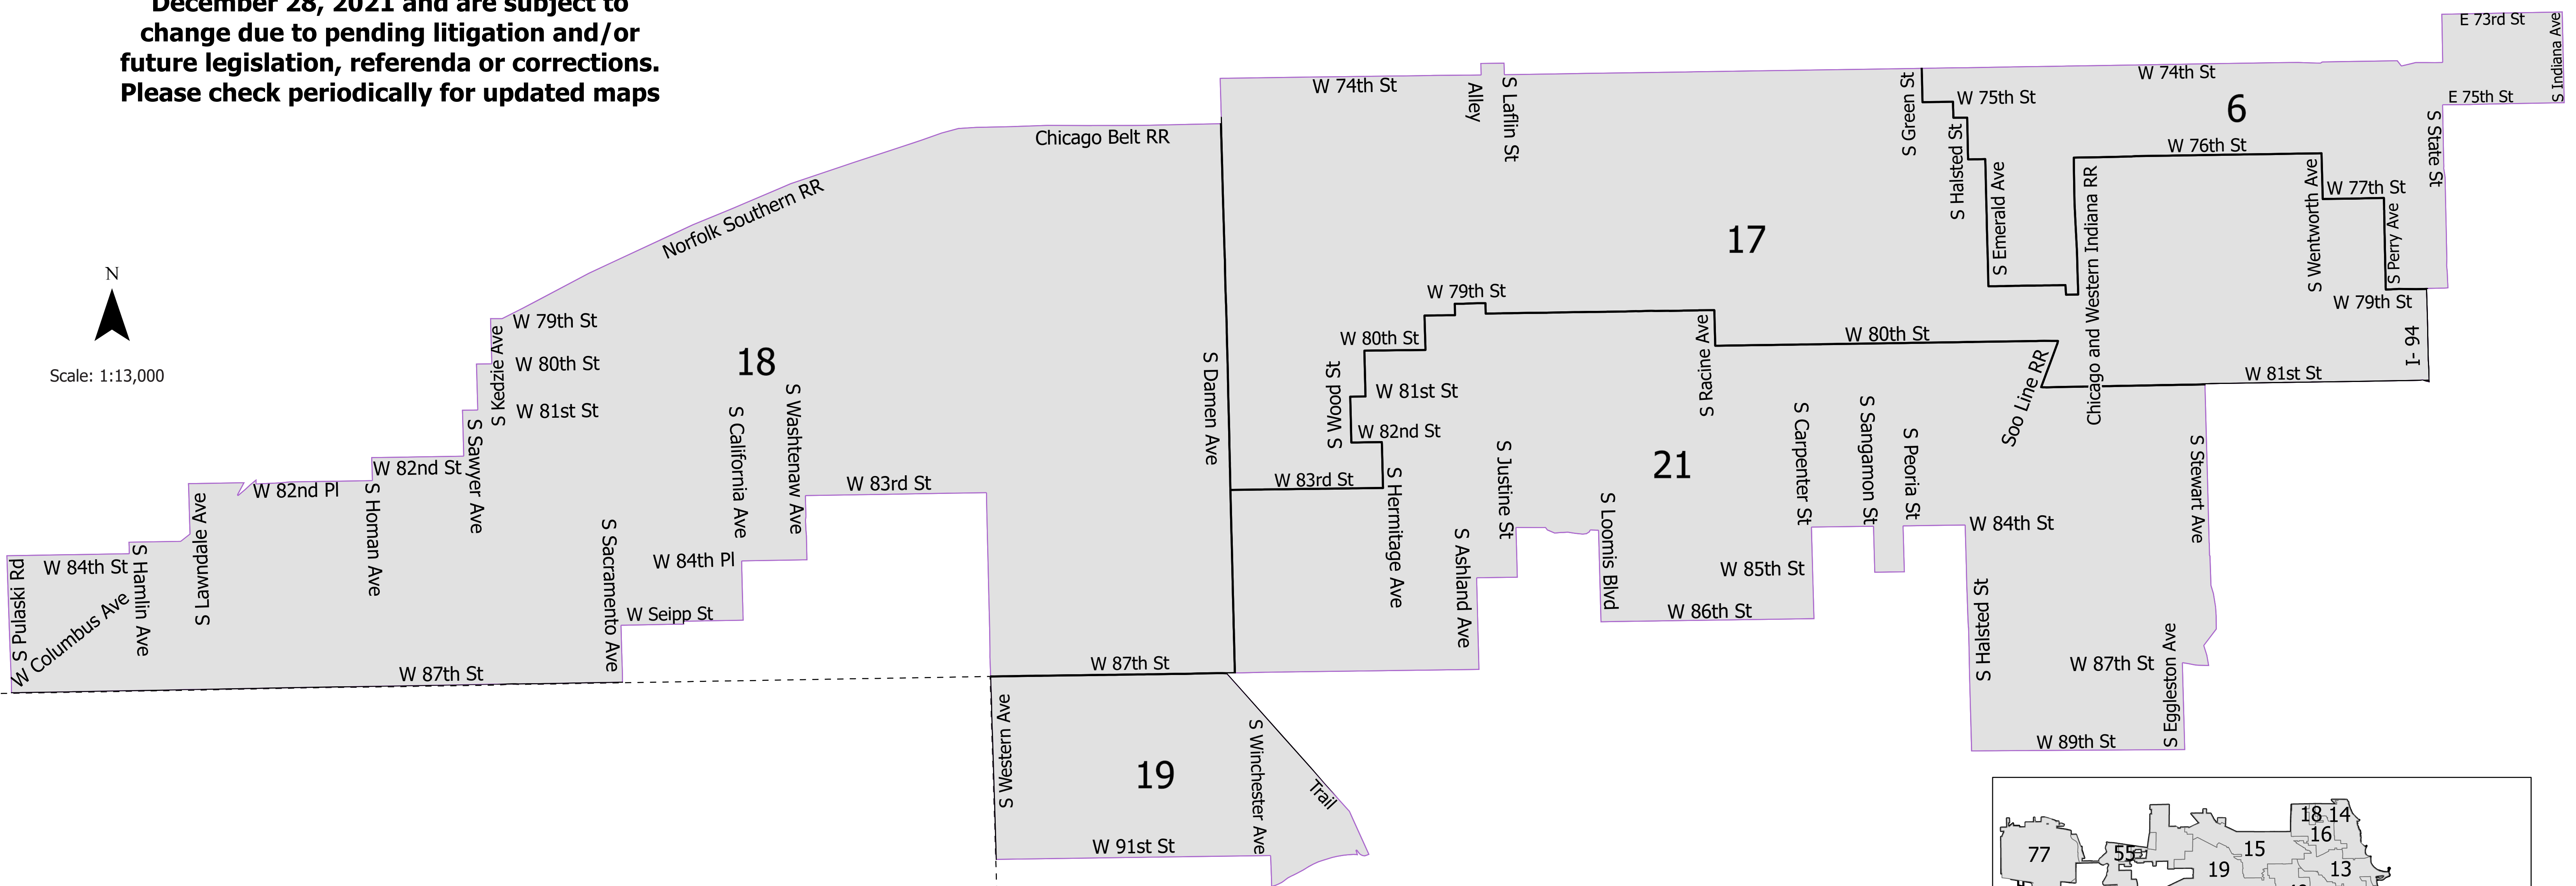 December 28, 2021 and are subject to
change due to pending litigation and/or
future legislation, referenda or corrections.
Please check periodically for updated maps
N
Scale: 1:13,000
E 73rd St
S Indiana Ave
W 74th St
Alley
S Laflin St
S Green St
W 74th St
W 75th St
6
E 75th St
S State St
Chicago Belt RR
S Halsted St
W 76th St
Norfolk Southern RR
S Emerald Ave
Chicago and Western Indiana RR
S Wentworth Ave
W 77th St
S Perry Ave
17
W 79th St
W 79th St
W 79th St
S Kedzie Ave
W 80th St
18
W 80th St
S Racine Ave
W 80th St
I- 94
S Damen Ave
S Wood St
Soo Line RR
W 81st St
W 81st St
W 81st St
S Sawyer Ave
S California Ave
S Washtenaw Ave
W 82nd St
W 82nd St
W 82nd Pl
W 83rd St
W 83rd St
21
S Justine St
S Carpenter St
S Sangamon St
S Peoria St
S Stewart Ave
S Lawndale Ave
S Homan Ave
S Sacramento Ave
S Hermitage Ave
S Ashland Ave
S Loomis Blvd
W 84th St
S Pulaski Rd
W 84th St
S Hamlin Ave
W Columbus Ave
W 84th Pl
W 85th St
W Seipp St
W 86th St
S Halsted St
W 87th St
W 87th St
W 87th St
S Eggleston Ave
S Western Ave
19
S Winchester Ave
Trail
W 89th St
W 91st St
18
14
16
77
55
15
19
13